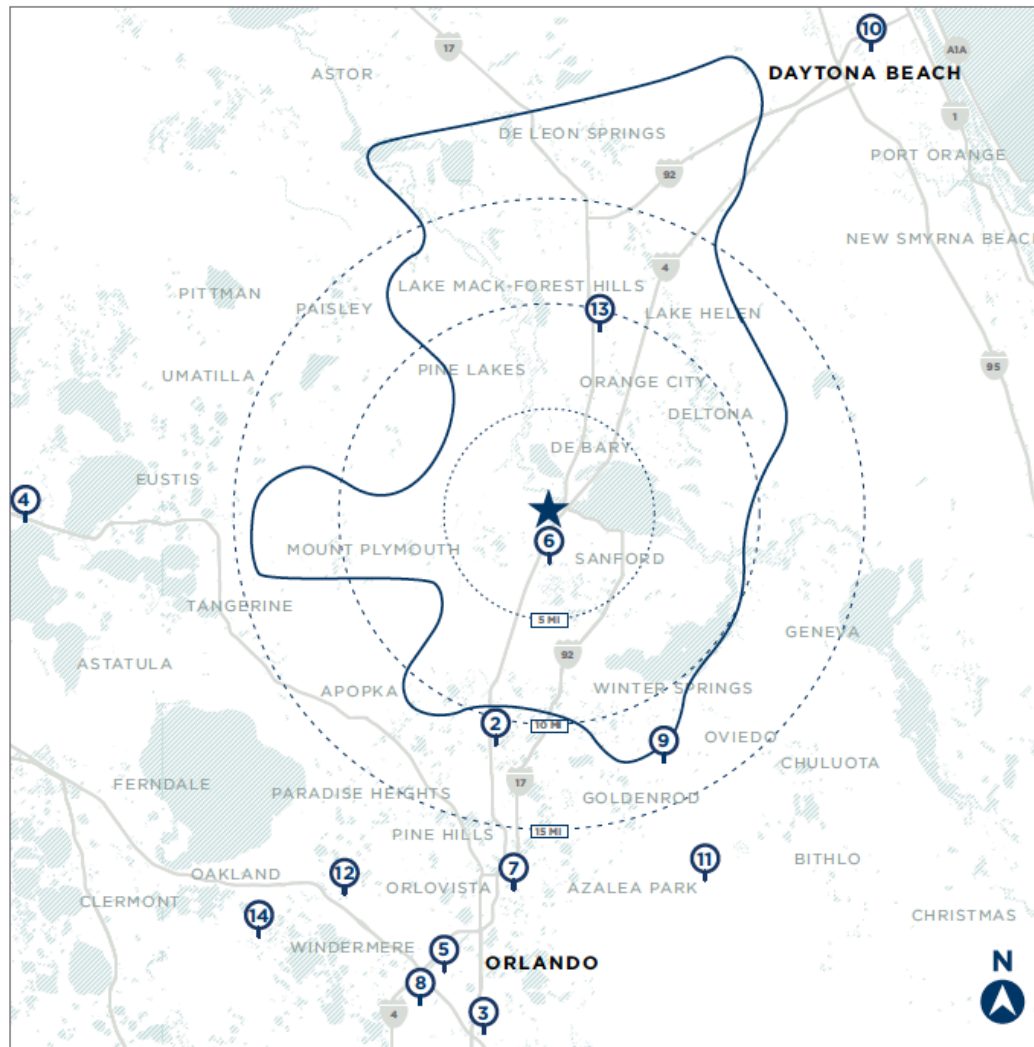 10
17
A1A
ASTOR
DAYTONA BEACH
1
DE LEON SPRINGS
PORT ORANGE
92
NEW SMYRNA BEACH
4
LAKE MACK-FOREST HILLS
PITTMAN
PAISLEY
13
LAKE HELEN
95
PINE LAKES
UMATILLA
ORANGE CITY
DELTONA
DE BARY
EUSTIS
4
6
MOUNT PLYMOUTH
SANFORD
TANGERINE
5 MI
GENEVA
92
ASTATULA
APOPKA
WINTER SPRINGS
2
10 MI
9
OVIEDO
CHULUOTA
17
FERNDALE
PARADISE HEIGHTS
GOLDENROD
PINE HILLS
15 MI
11
BITHLO
12
OAKLAND
7
ORLOVISTA
AZALEA PARK
CLERMONT
14
CHRISTMAS
WINDERMERE
5
ORLANDO
N
8
4
3